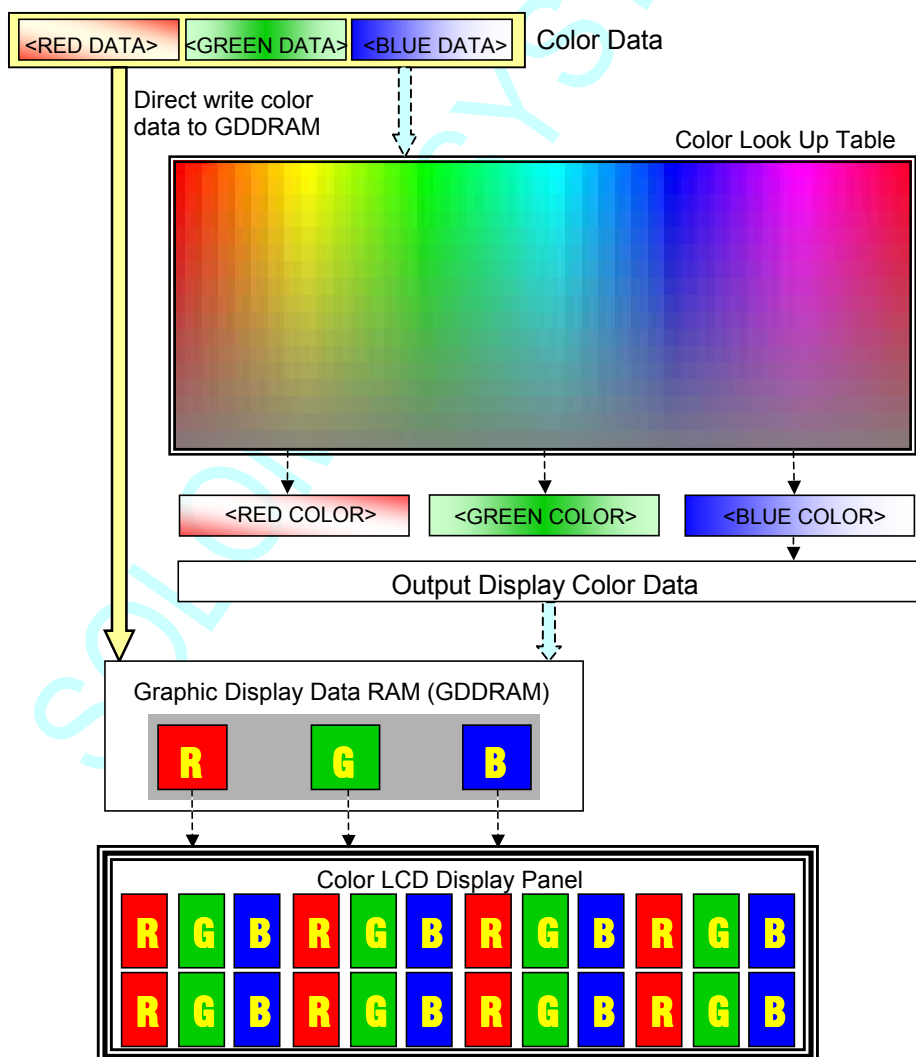 <RED DATA> <GREEN DATA> <BLUE DATA> Color Data
Direct write color
data to GDDRAM
Color Look Up Table
<RED COLOR> <GREEN COLOR> <BLUE COLOR>
Output Display Color Data
Graphic Display Data RAM (GDDRAM)
R G B
Color LCD Display Panel
R G B R G B R G B R G B
R G B R G B R G B R G B